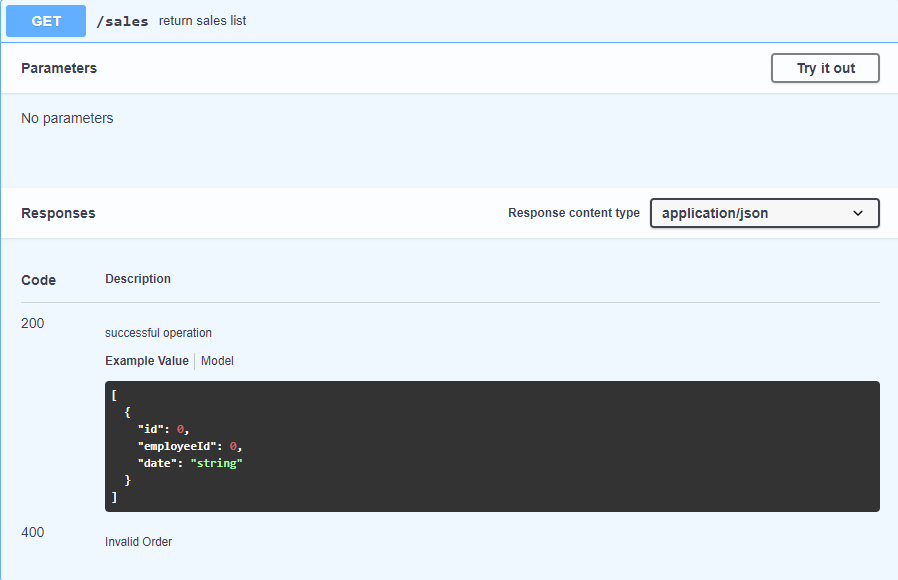 GET /sales return sales list
Parameters Try it out
No parameters
Responses Response content type application/json
Code Description
200
successful operation
Example Value Model
[
  {
    "id": 0,
    "employeeId": 0,
    "date": "string"
  }
]
400
Invalid Order